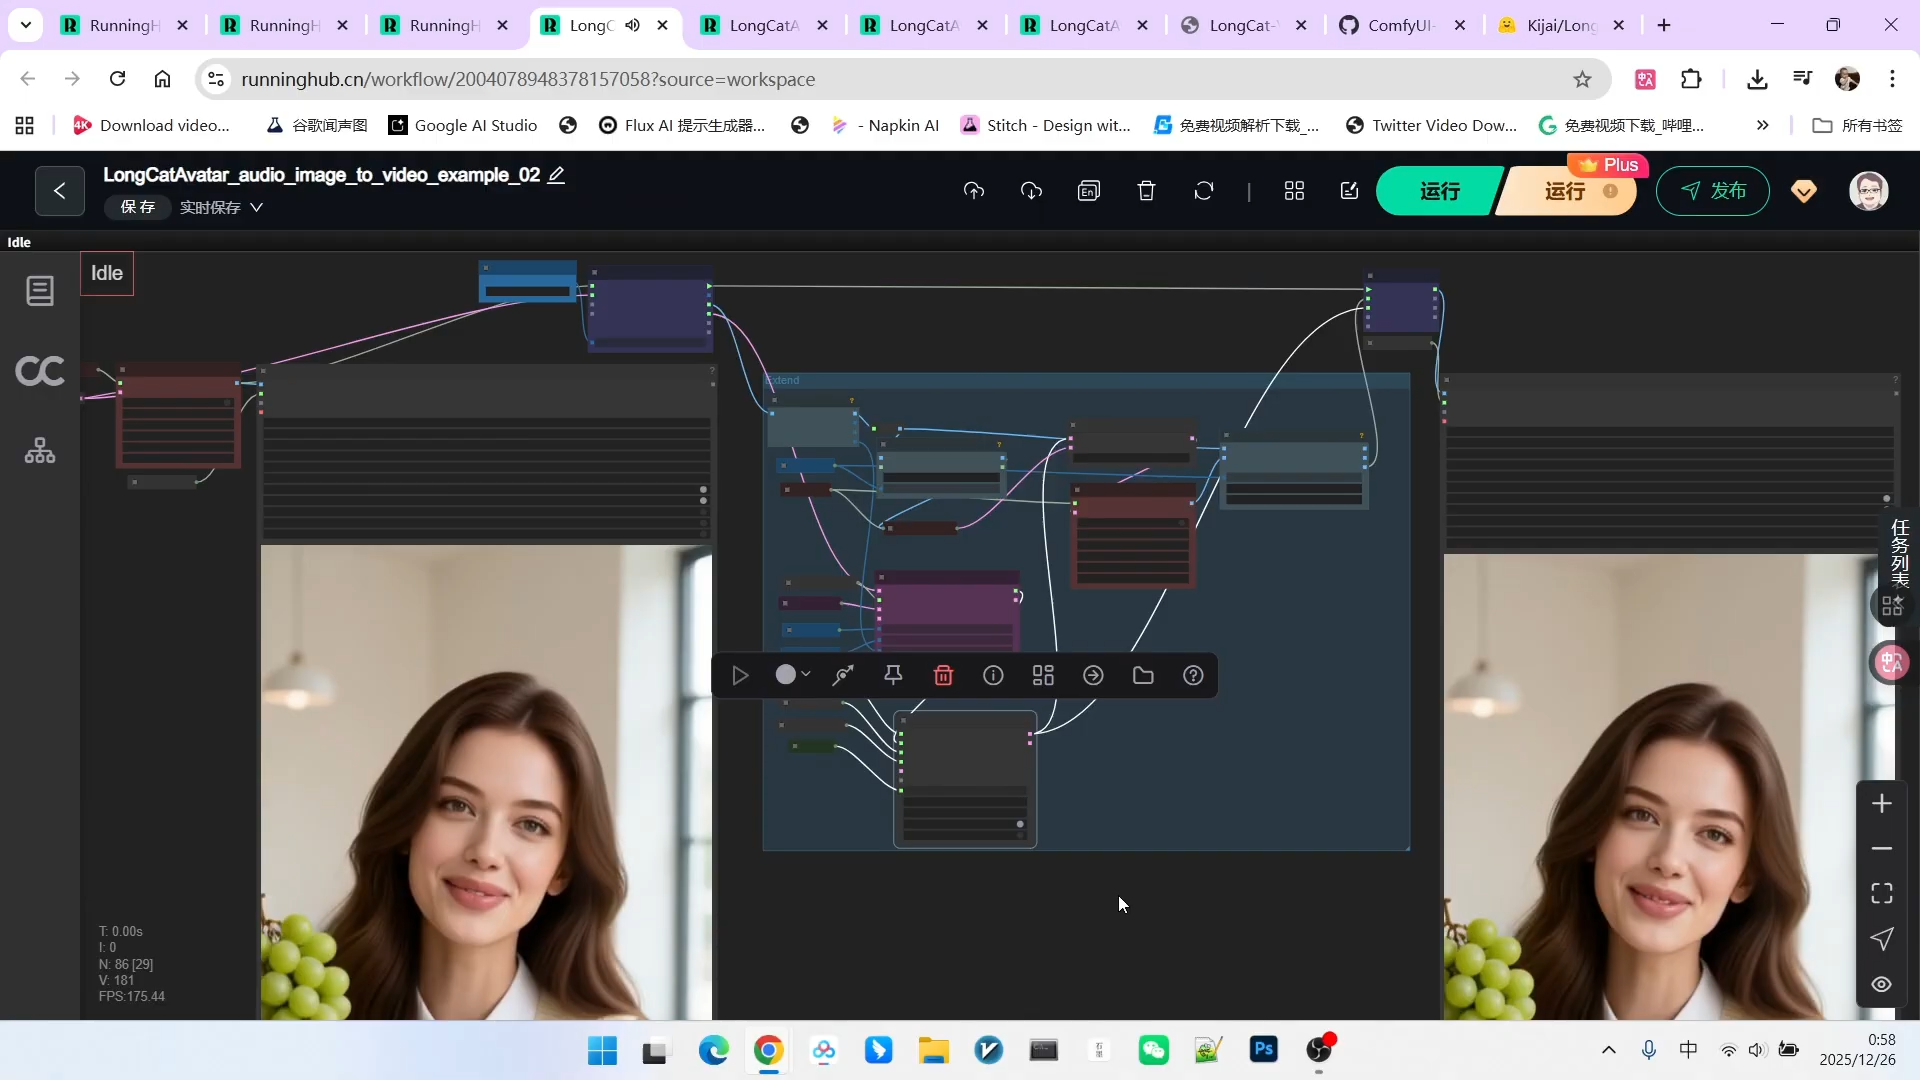 RunningH
RunningH
RunningH
LongC
LongCatA
LongCatA
LongCatA
LongCat-
ComfyUI-
Kijai/Long
runninghub.cn/workflow/2004078948378157058?source=workspace
Download video...
谷歌闻声图
Google AI Studio
Flux AI 提示生成器...
- Napkin AI
Stitch - Design wit...
免费视频解析下载_...
Twitter Video Dow...
免费视频下载_哔哩...
»
所有书签
LongCatAvatar_audio_image_to_video_example_02
保存
实时保存
En
运行
运行
Plus
发布
Idle
Idle
CC
Extend
任务列表
T: 0.00s
I: 0
N: 86 [29]
V: 181
FPS:175.44
Ps
中
0:58
2025/12/26